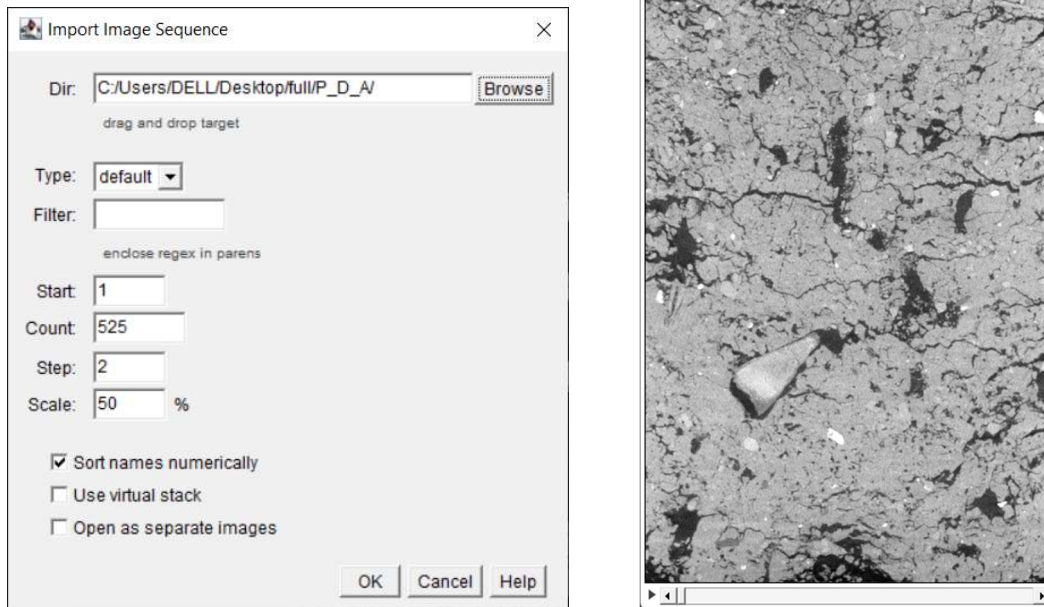 Import Image Sequence
Dir: C:/Users/DELL/Desktop/full/P_D_A/ Browse
drag and drop target
Type: default
Filter:
enclose regex in parens
Start: 1
Count: 525
Step: 2
Scale: 50 %
Sort names numerically
Use virtual stack
Open as separate images
OK Cancel Help